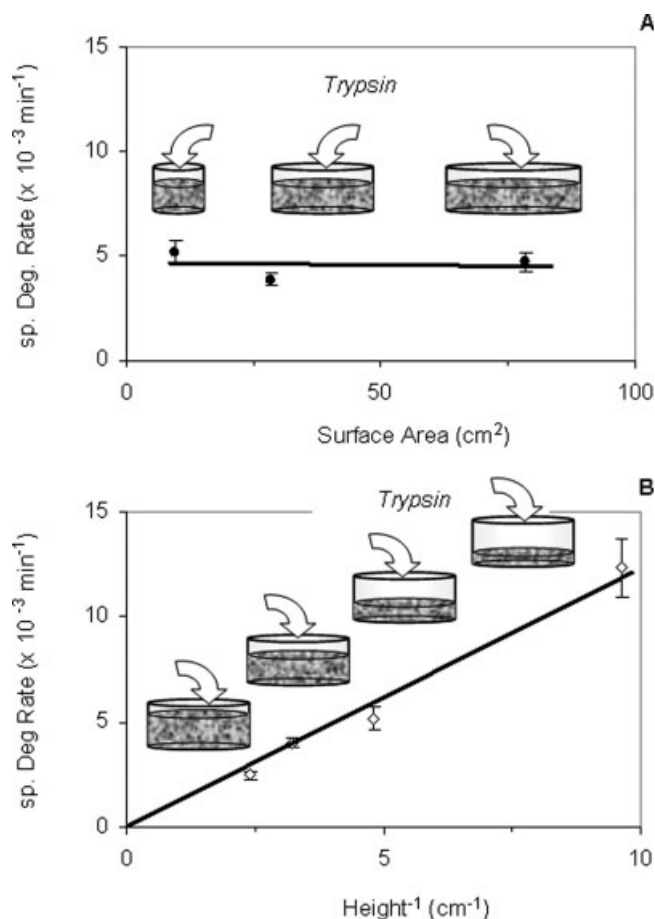 A
15
Trypsin
10
5
0
0 50 100
sp. Deg. Rate (x 10 -3 min-1)
Surface Area (cm2)
B
Trypsin
15
10
5
0
0 5 10
sp. Deg Rate (x 10 -3 min-1)
Height-1 (cm-1)